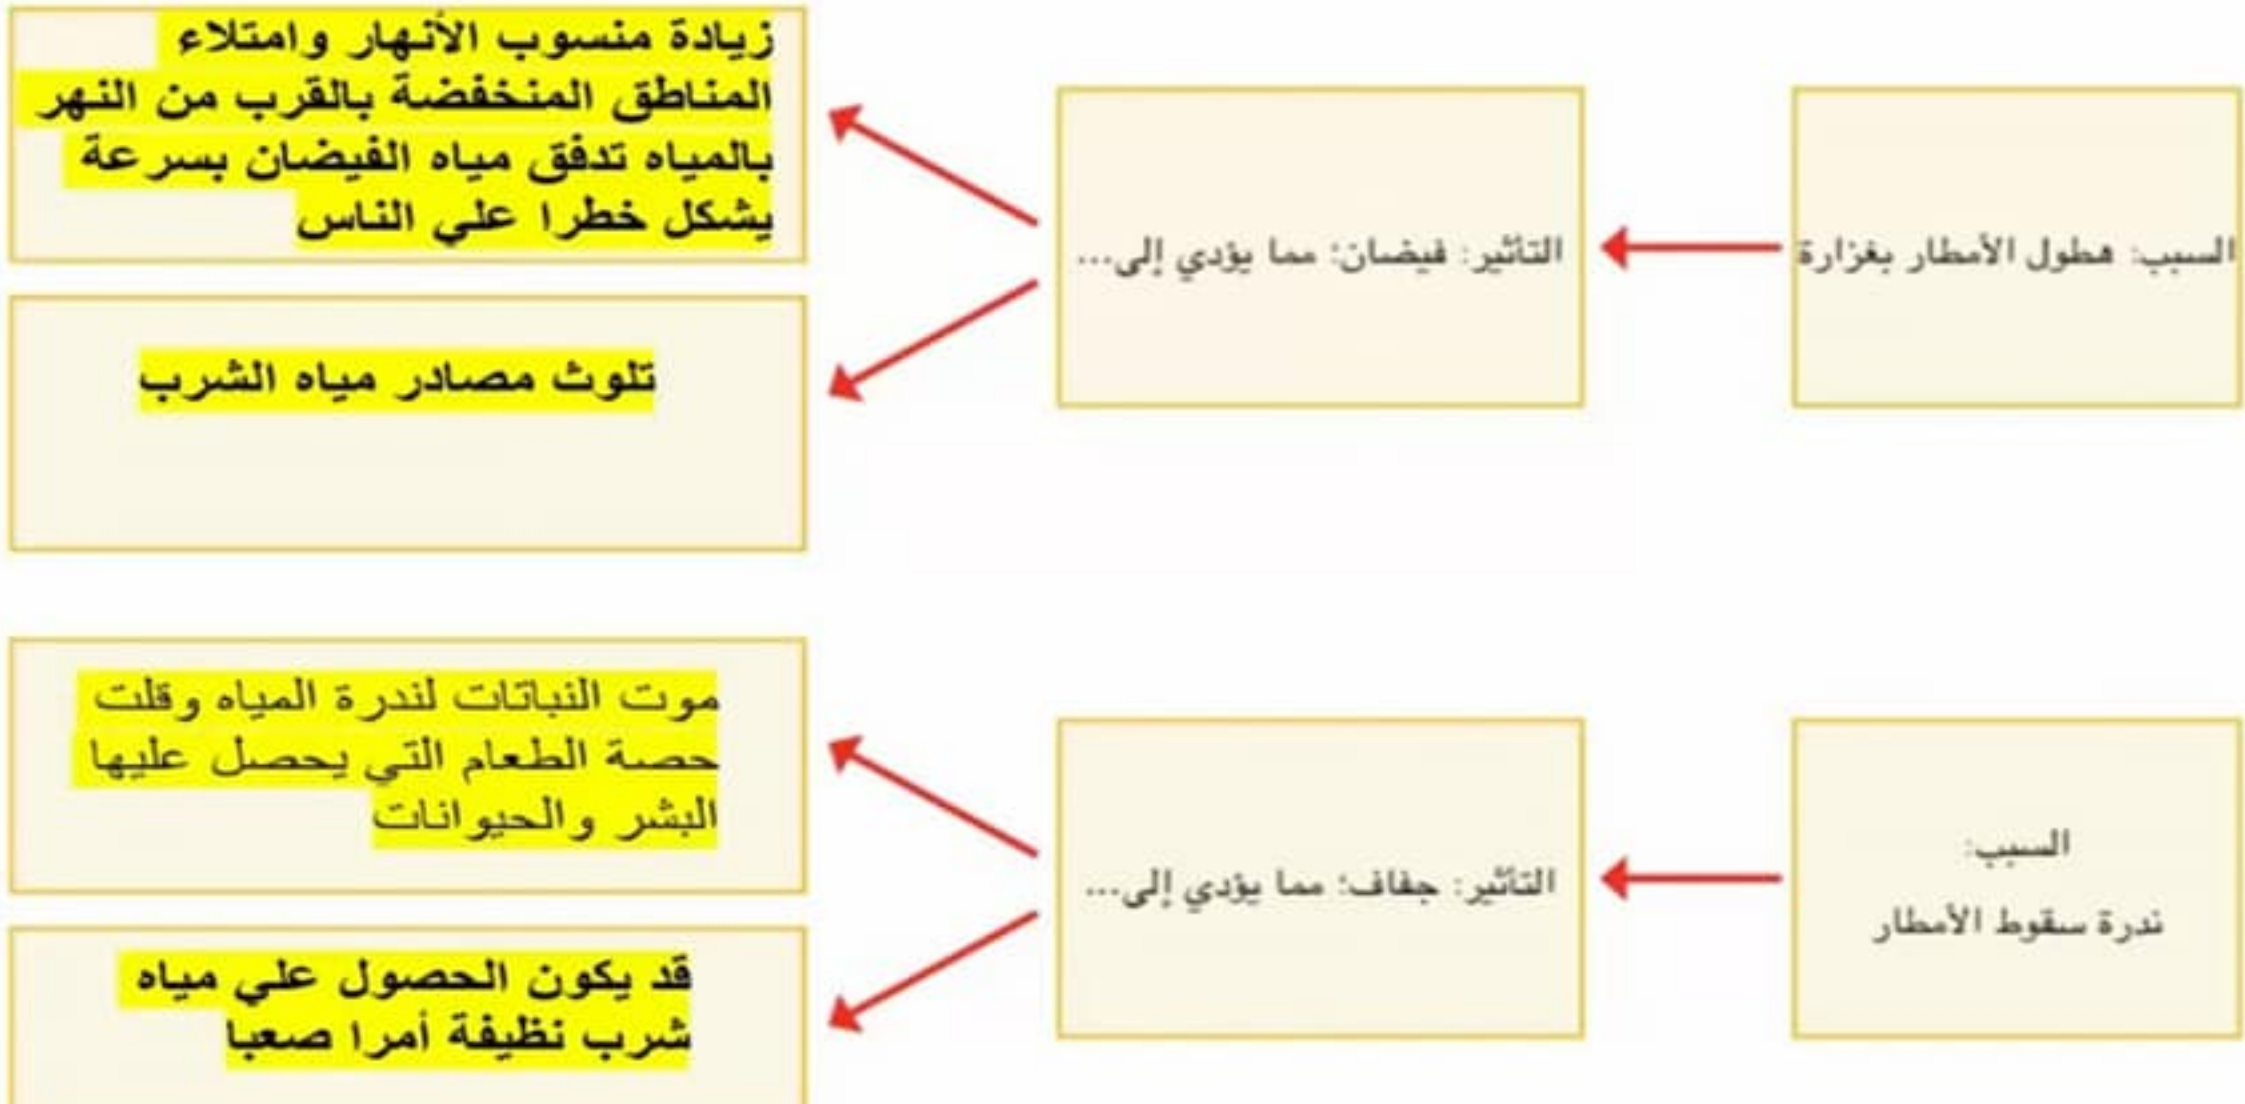 السبب: هطول الأمطار بغزارة
التأثير: فيضان؛ مما يؤدي إلى...
زيادة منسوب الأنهار وامتلاء
المناطق المنخفضة بالقرب من النهر
بالمياه تدفق مياه الفيضان بسرعة
يشكل خطرا علي الناس
تلوث مصادر مياه الشرب
السبب:
ندرة سقوط الأمطار
التأثير: جفاف؛ مما يؤدي إلى...
موت النباتات لندرة المياه وقلت
حصة الطعام التي يحصل عليها
البشر والحيوانات
قد يكون الحصول علي مياه
شرب نظيفة أمرا صعبا